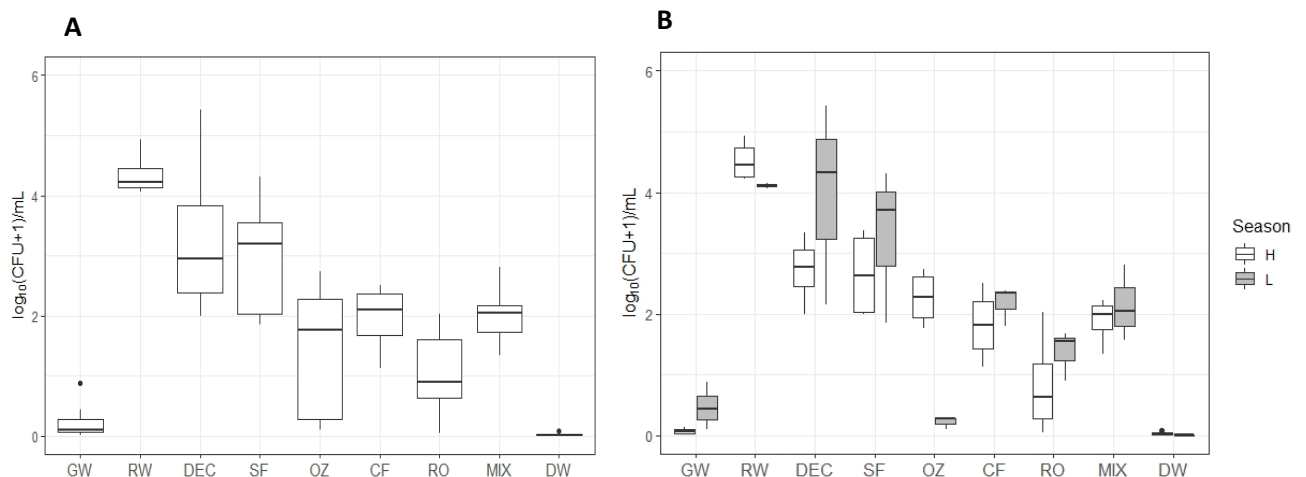 A
B
log₁₀(CFU+1)/mL
6
4
2
0
GW RW DEC SF OZ CF RO MIX DW
log₁₀(CFU+1)/mL
6
4
2
0
GW RW DEC SF OZ CF RO MIX DW
Season
H
L